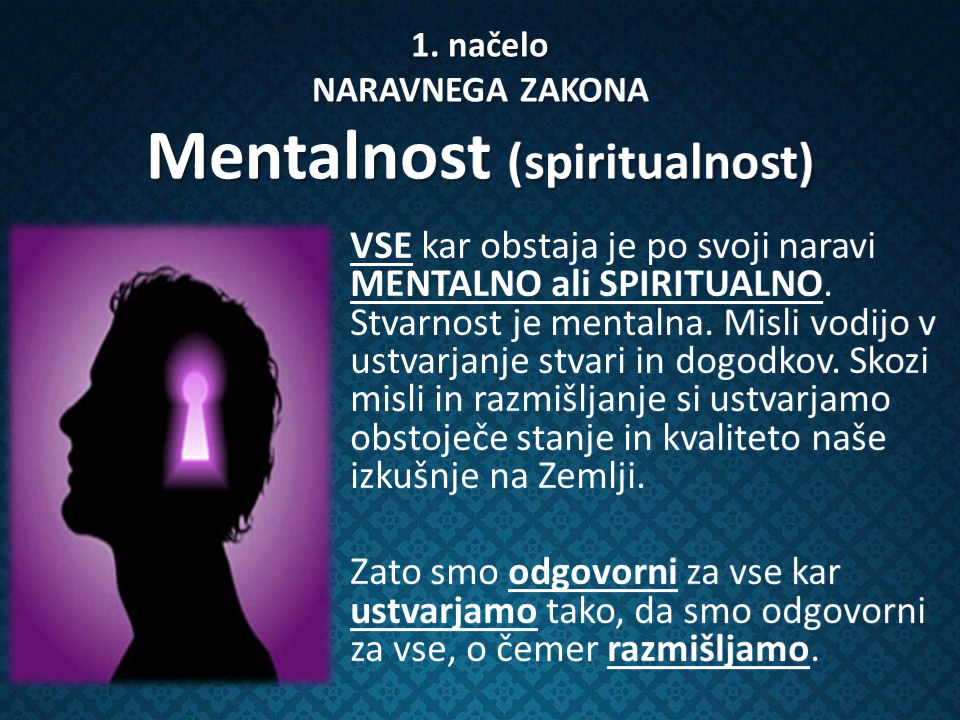 1. načelo
NARAVNEGA ZAKONA
Mentalnost (spiritualnost)
VSE kar obstaja je po svoji naravi
MENTALNO ali SPIRITUALNO.
Stvarnost je mentalna. Misli vodijo v
ustvarjanje stvari in dogodkov. Skozi
misli in razmišljanje si ustvarjamo
obstoječe stanje in kvaliteto naše
izkušnje na Zemlji.
Zato smo odgovorni za vse kar
ustvarjamo tako, da smo odgovorni
za vse, o čemer razmišljamo.